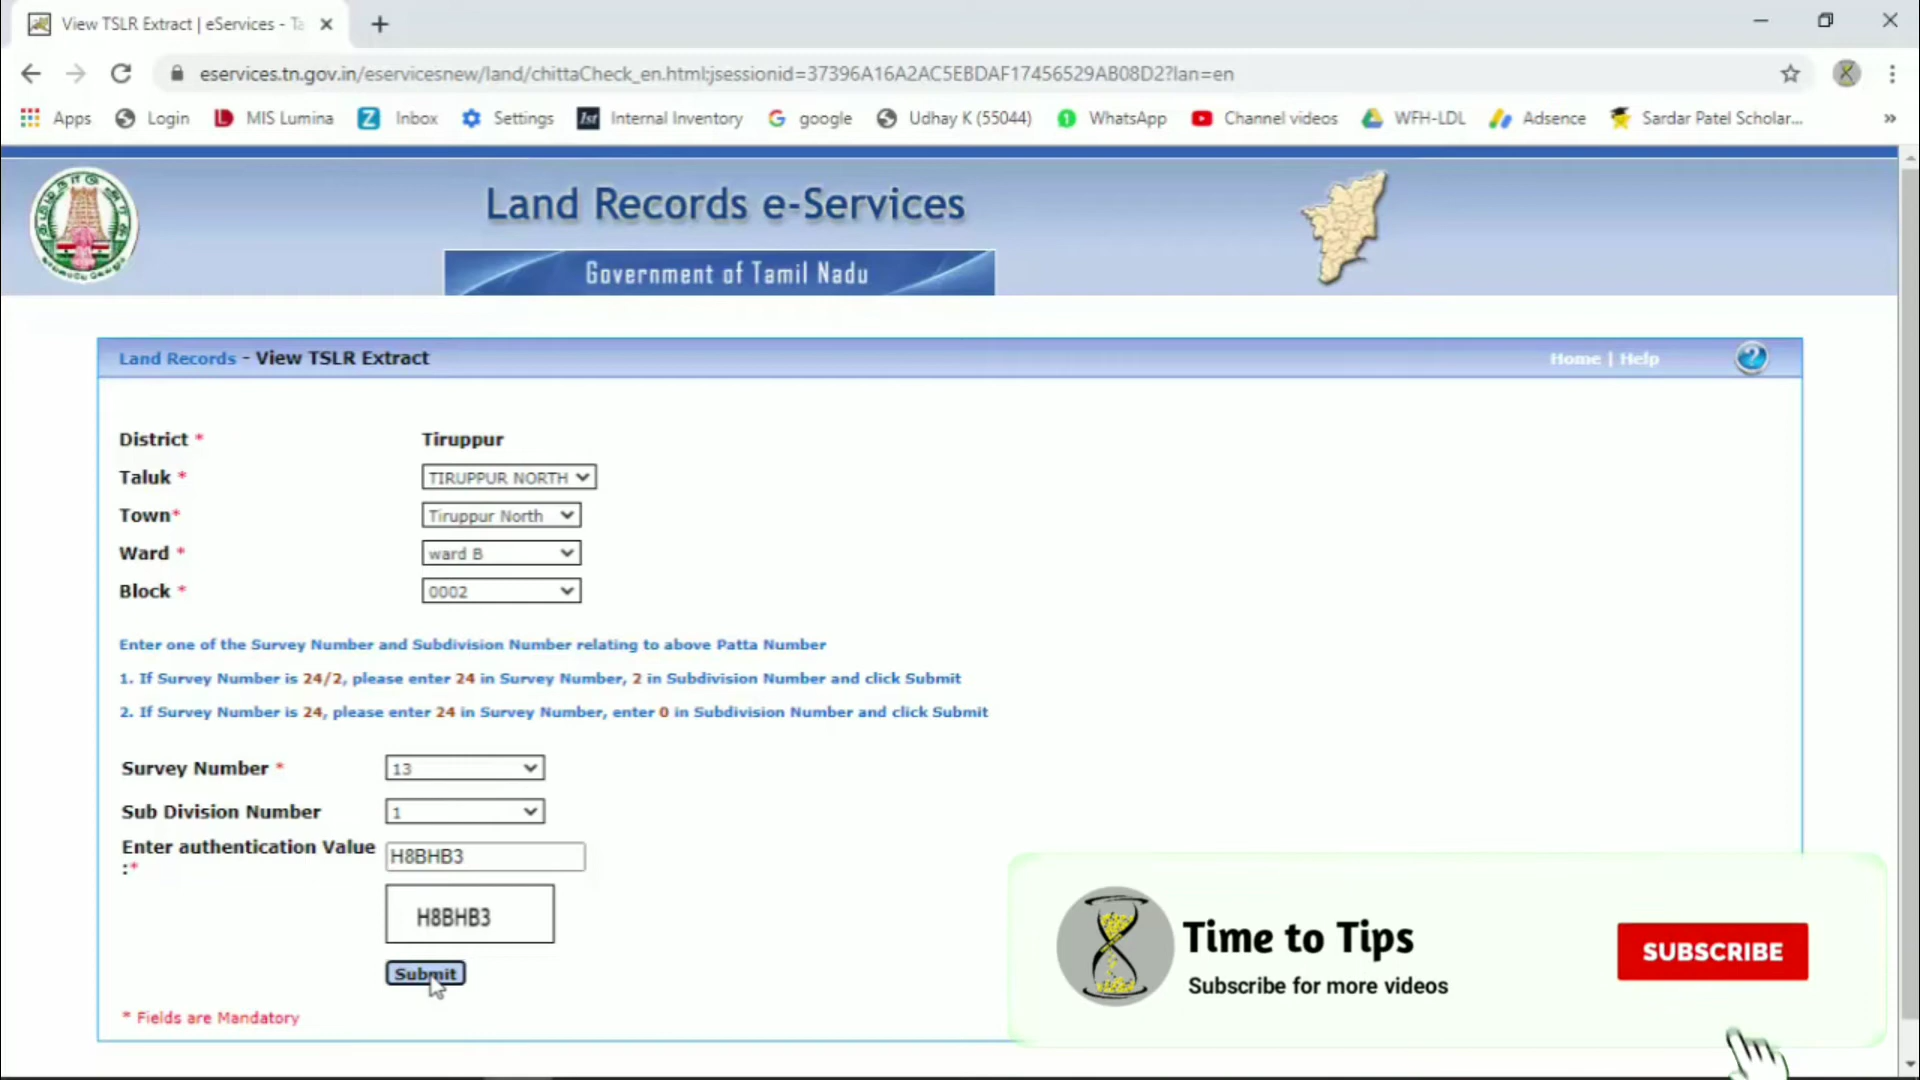 View TSLR Extract | eServices - Ta
eservices.tn.gov.in/eservicesnew/land/chittaCheck_en.html;jsessionid=37396A16A2AC5EBDAF17456529AB08D2?lan=en
Apps Login MIS Lumina Inbox Settings Internal Inventory google Udhay K (55044) WhatsApp Channel videos WFH-LDL Adsence Sardar Patel Scholar... »
Land Records e-Services
Government of Tamil Nadu
Land Records - View TSLR Extract Home | Help
District * Tiruppur
Taluk * TIRUPPUR NORTH
Town* Tiruppur North
Ward * ward B
Block * 0002
Enter one of the Survey Number and Subdivision Number relating to above Patta Number
1. If Survey Number is 24/2, please enter 24 in Survey Number, 2 in Subdivision Number and click Submit
2. If Survey Number is 24, please enter 24 in Survey Number, enter 0 in Subdivision Number and click Submit
Survey Number * 13
Sub Division Number 1
Enter authentication Value :* H8BHB3
H8BHB3
Submit
* Fields are Mandatory
Time to Tips
Subscribe for more videos
SUBSCRIBE